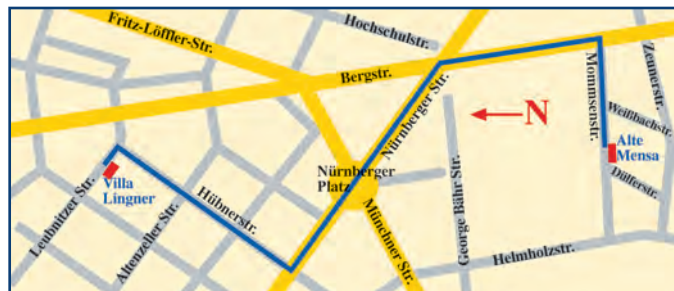 Fritz-Löffler-Str.
Hochschulstr.
Bergstr.
Nürnberger Str.
Mommsenstr.
Zeunerstr.
Weißbachstr.
N
Alte
Mensa
Dülferstr.
Nürnberger
Platz
George Bähr Str.
Villa
Lingner
Leubnitzer Str.
Hübnerstr.
Altenzeller Str.
Münchner Str.
Helmholzstr.